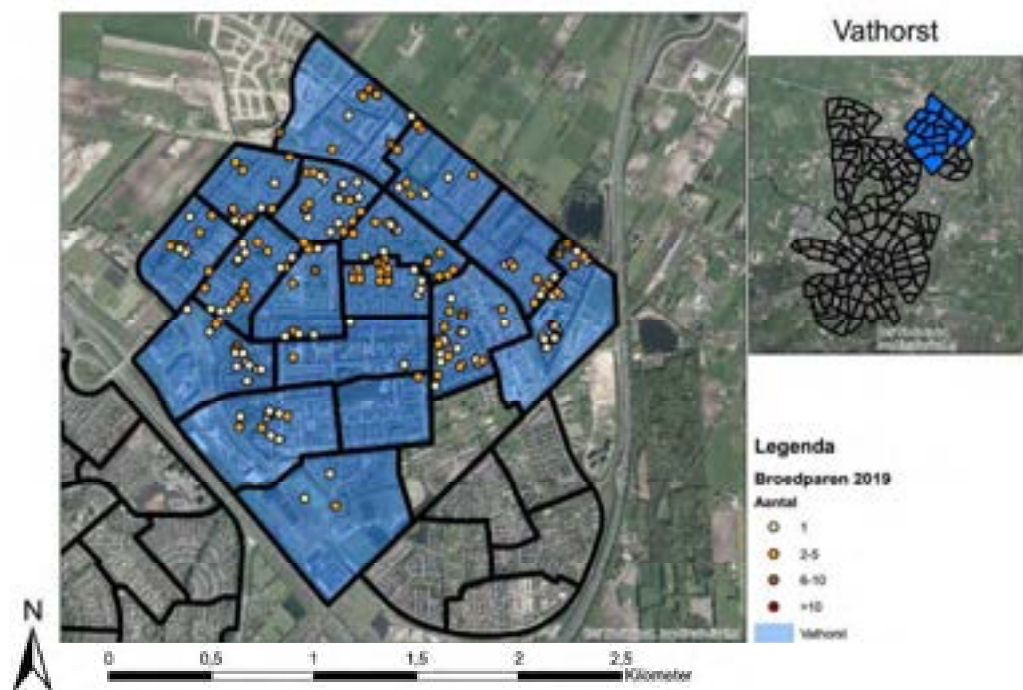 Vathorst
Legenda
Broedparen 2019
Aantal
1
2-5
6-10
>10
Vathorst
N
0 0,5 1 1,5 2 2,5
Kilometer